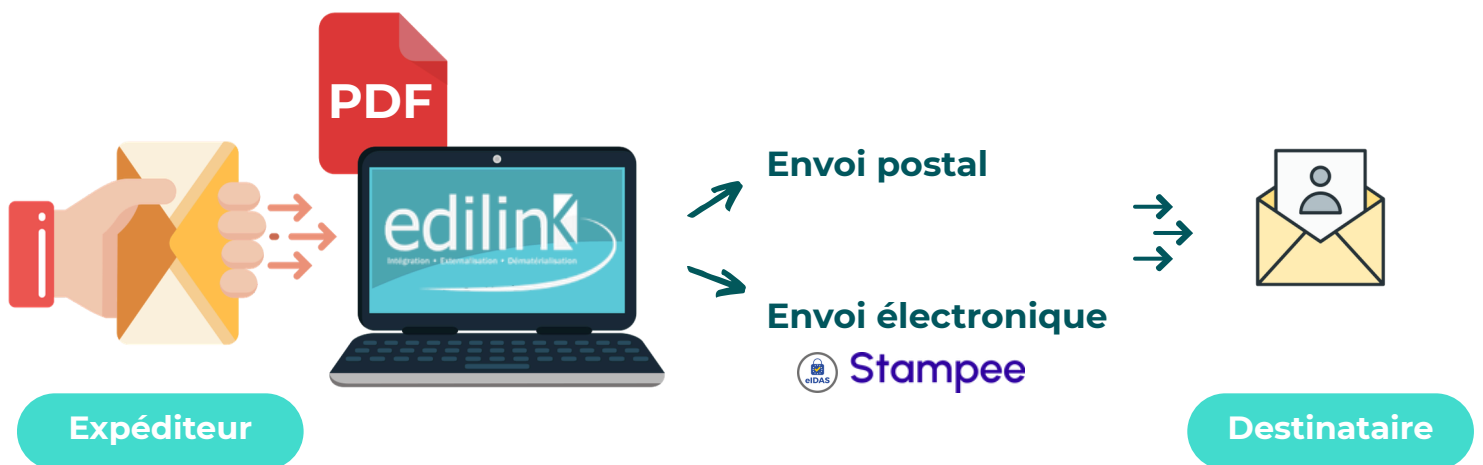 PDF
edilink
Intégration • Externalisation • Dématérialisation
Envoi postal
Envoi électronique
eIDAS
Stampee
Expéditeur
Destinataire